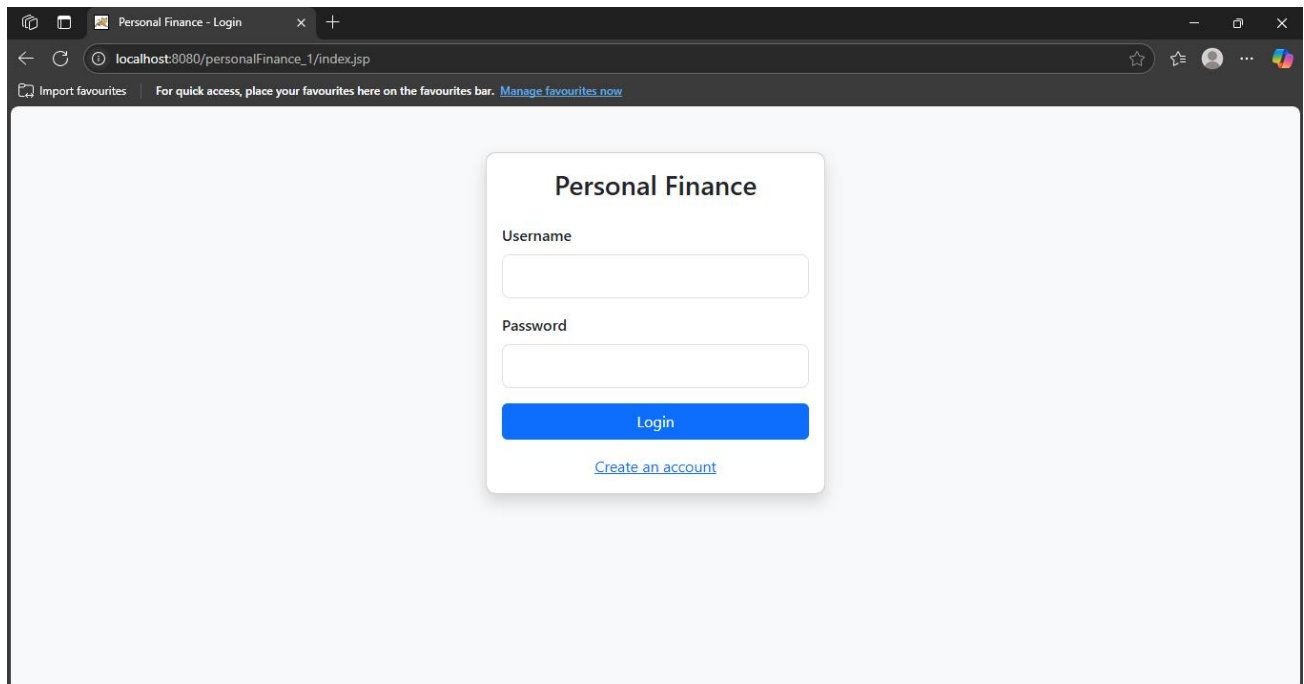 Personal Finance - Login
localhost:8080/personalFinance_1/index.jsp
Import favourites For quick access, place your favourites here on the favourites bar. Manage favourites now
Personal Finance
Username
Password
Login
Create an account